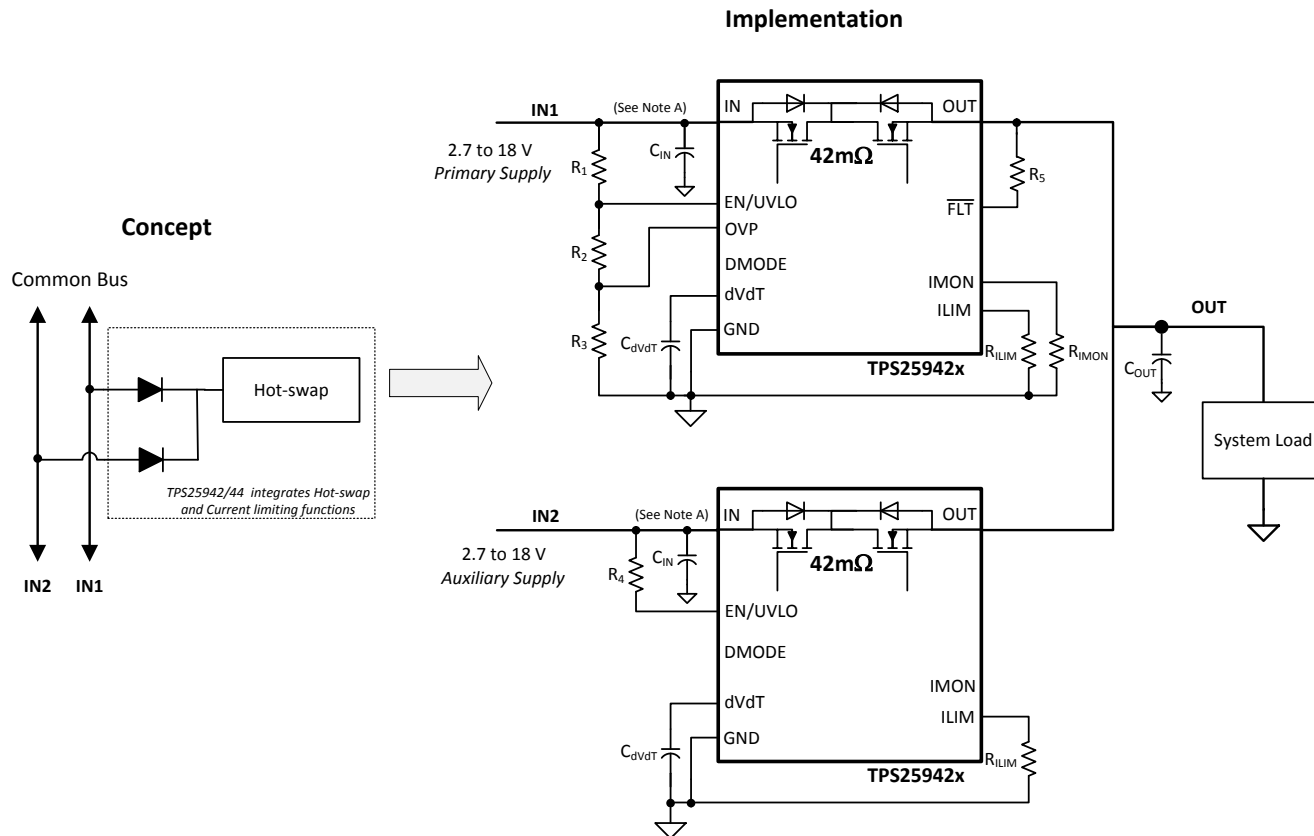 Implementation
Concept
Common Bus
Hot-swap
TPS25942/44 integrates Hot-swap
and Current limiting functions
IN2
IN1
IN1
(See Note A)
2.7 to 18 V
Primary Supply
R1
R2
R3
CIN
CdVdT
IN
OUT
42mΩ
EN/UVLO
OVP
DMODE
dVdT
GND
FLT
IMON
ILIM
TPS25942x
R5
RILIM
RIMON
OUT
COUT
System Load
IN2
(See Note A)
2.7 to 18 V
Auxiliary Supply
R4
CIN
CdVdT
IN
OUT
42mΩ
EN/UVLO
DMODE
dVdT
GND
IMON
ILIM
TPS25942x
RILIM